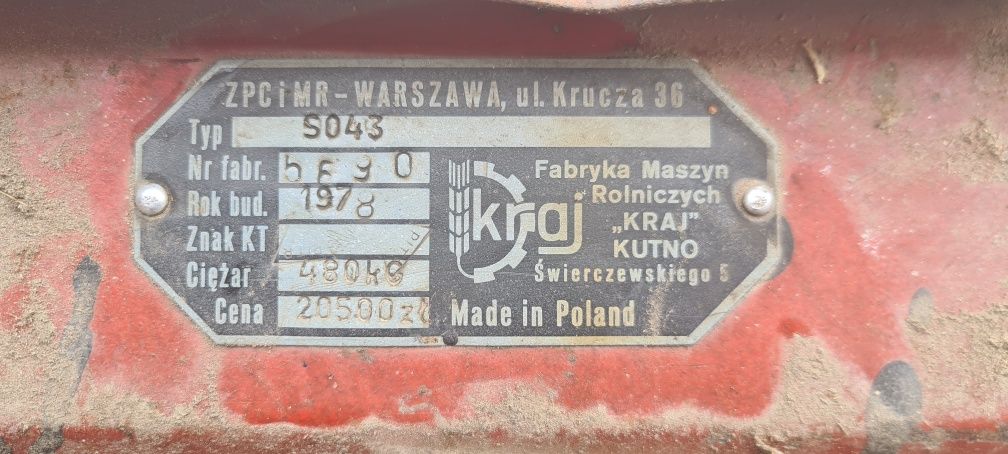 ZPCiMR - WARSZAWA, ul. Krucza 36
Typ S043
Nr fabr.
Rok bud. 1978
Znak KT
Ciężar 480kG
Cena 20500zł
kraj
Fabryka Maszyn
Rolniczych
„KRAJ”
KUTNO
Świerczewskiego 5
Made in Poland